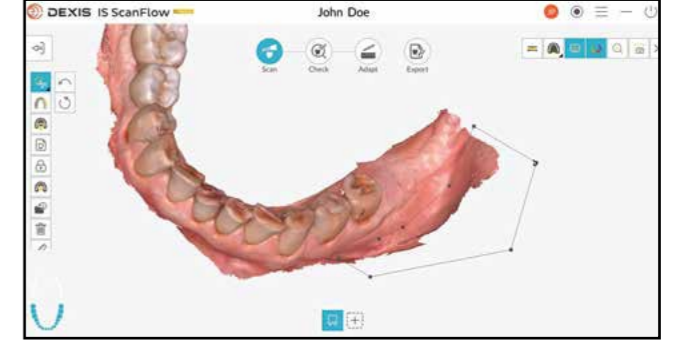 DEXIS IS ScanFlow
John Doe
Scan
Check
Adapt
Export